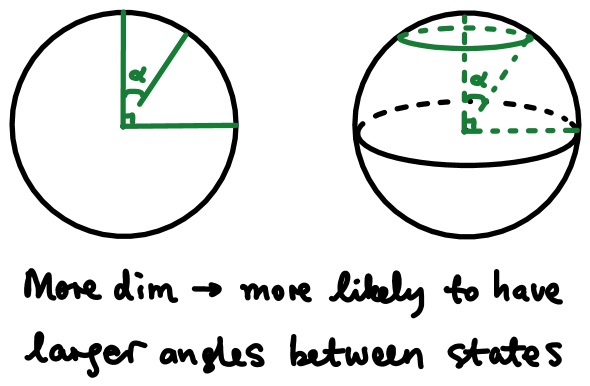 α
α
More dim → more likely to have
larger angles between states